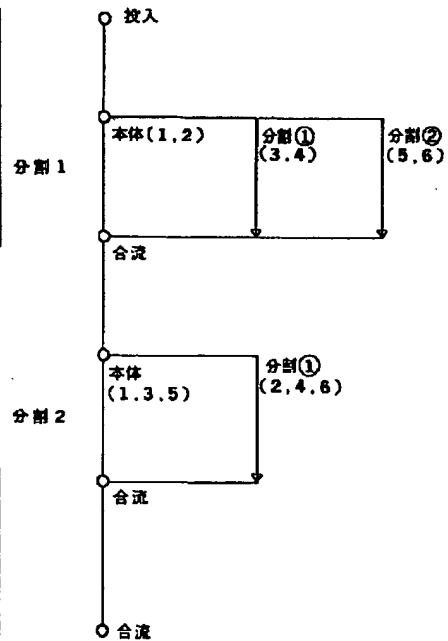 投入
本体(1,2)
分割①
(3.4)
分割②
(5,6)
分割1
合流
本体
(1.3.5)
分割①
(2,4,6)
分割2
合流
合流